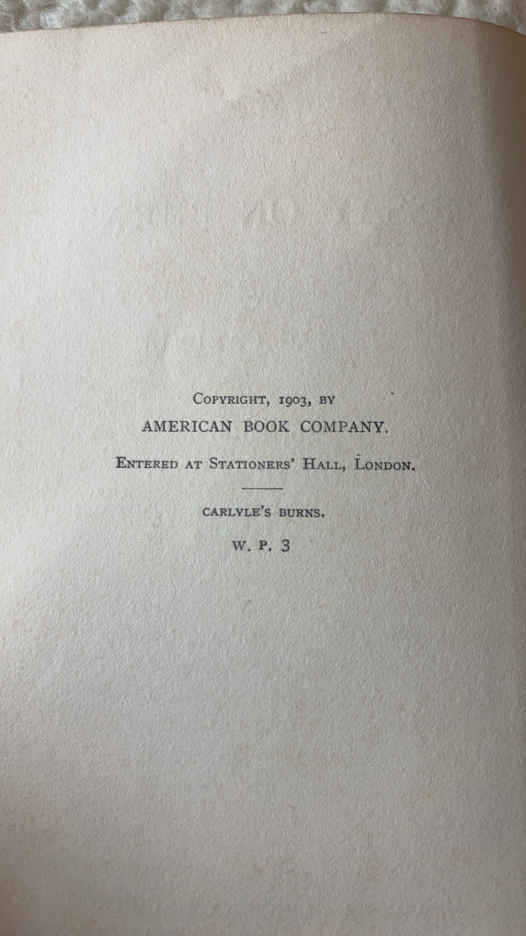 Copyright, 1903, by
AMERICAN BOOK COMPANY.
Entered at Stationers' Hall, London.
CARLYLE'S BURNS.
W. P. 3